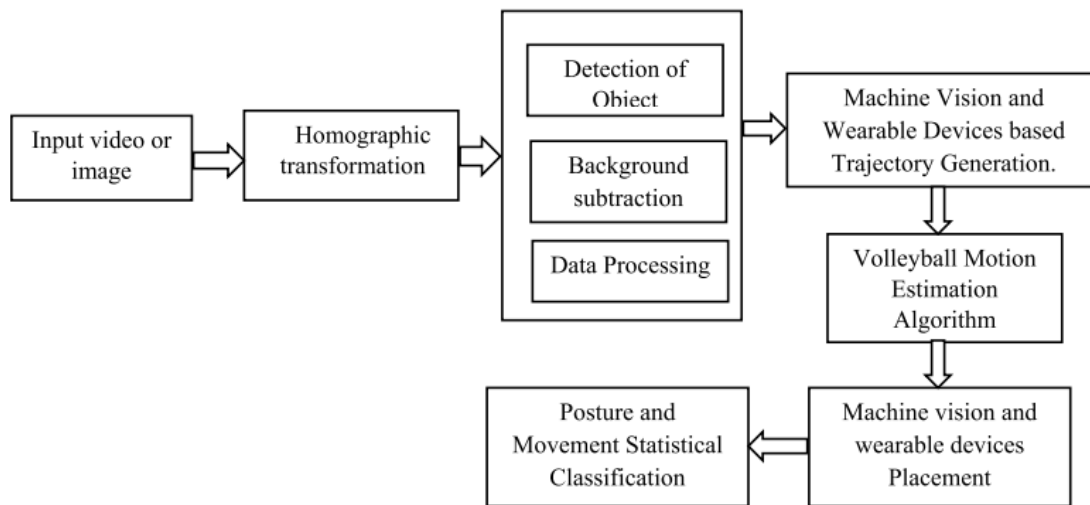 Input video or
image
Homographic
transformation
Detection of
Object
Background
subtraction
Data Processing
Machine Vision and
Wearable Devices based
Trajectory Generation.
Volleyball Motion
Estimation
Algorithm
Machine vision and
wearable devices
Placement
Posture and
Movement Statistical
Classification